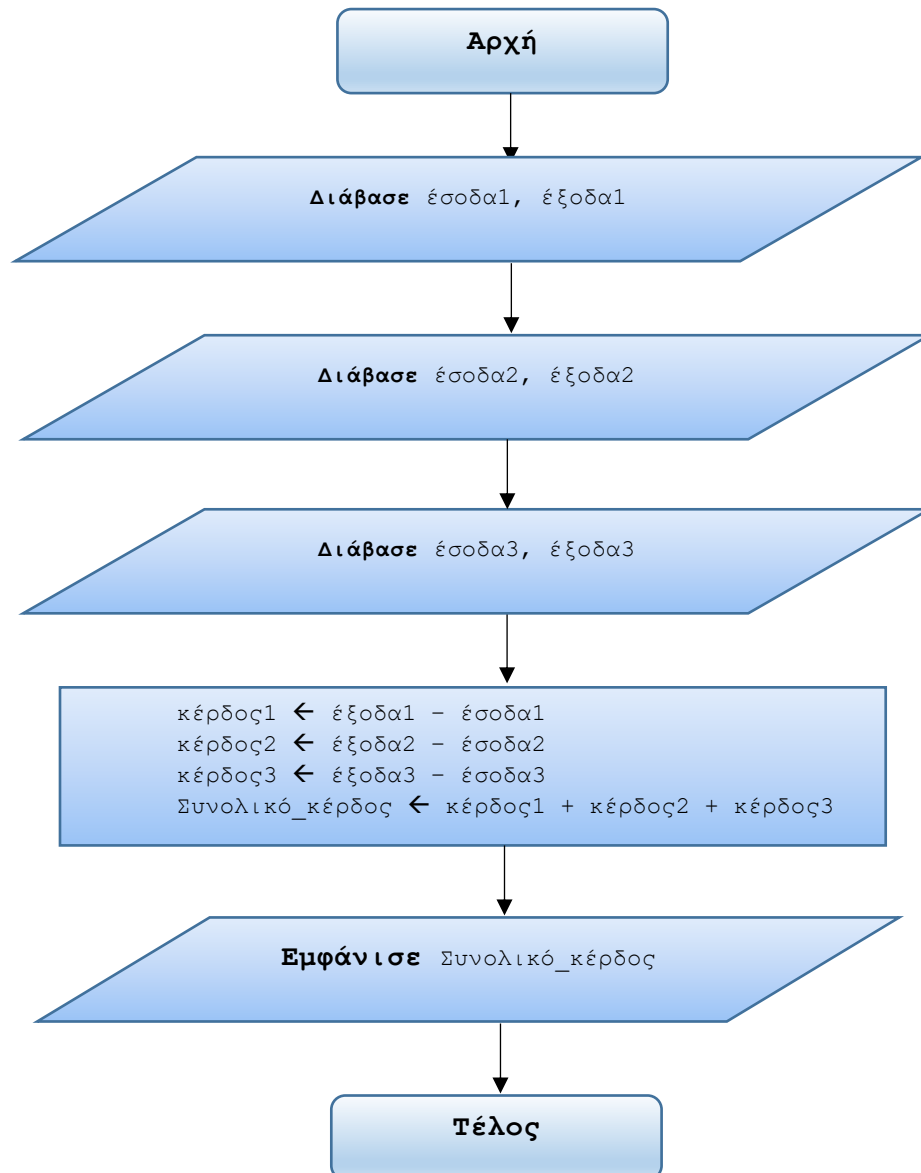 Αρχή
Διάβασε έσοδα1, έξοδα1
Διάβασε έσοδα2, έξοδα2
Διάβασε έσοδα3, έξοδα3
κέρδος1 ← έξοδα1 – έσοδα1
κέρδος2 ← έξοδα2 – έσοδα2
κέρδος3 ← έξοδα3 – έσοδα3
Συνολικό_κέρδος ← κέρδος1 + κέρδος2 + κέρδος3
Εμφάνισε Συνολικό_κέρδος
Τέλος